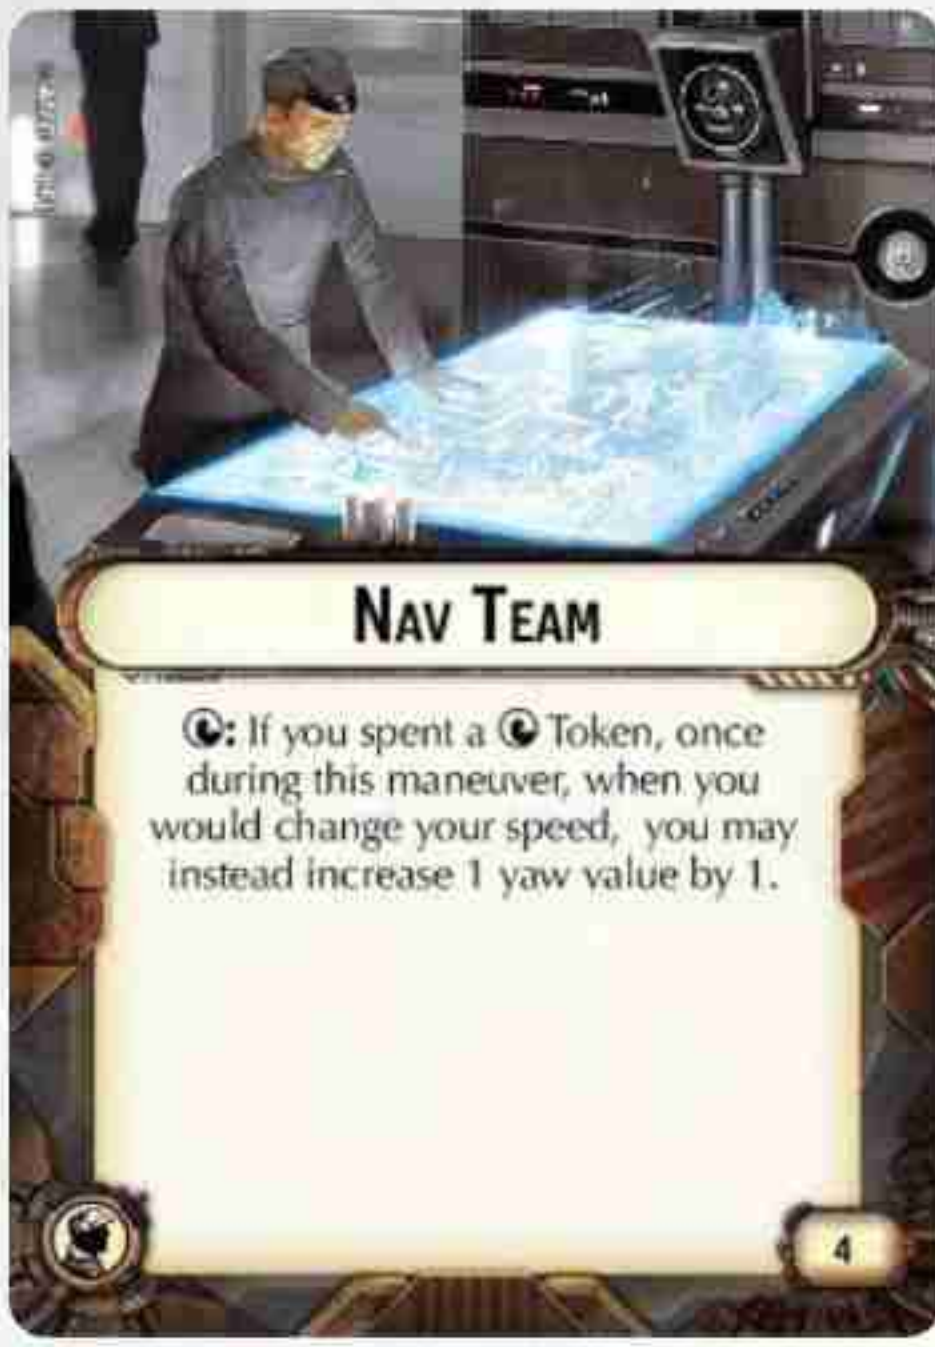 Nav Team
: If you spent a Token, once
during this maneuver, when you
would change your speed, you may
instead increase 1 yaw value by 1.
4